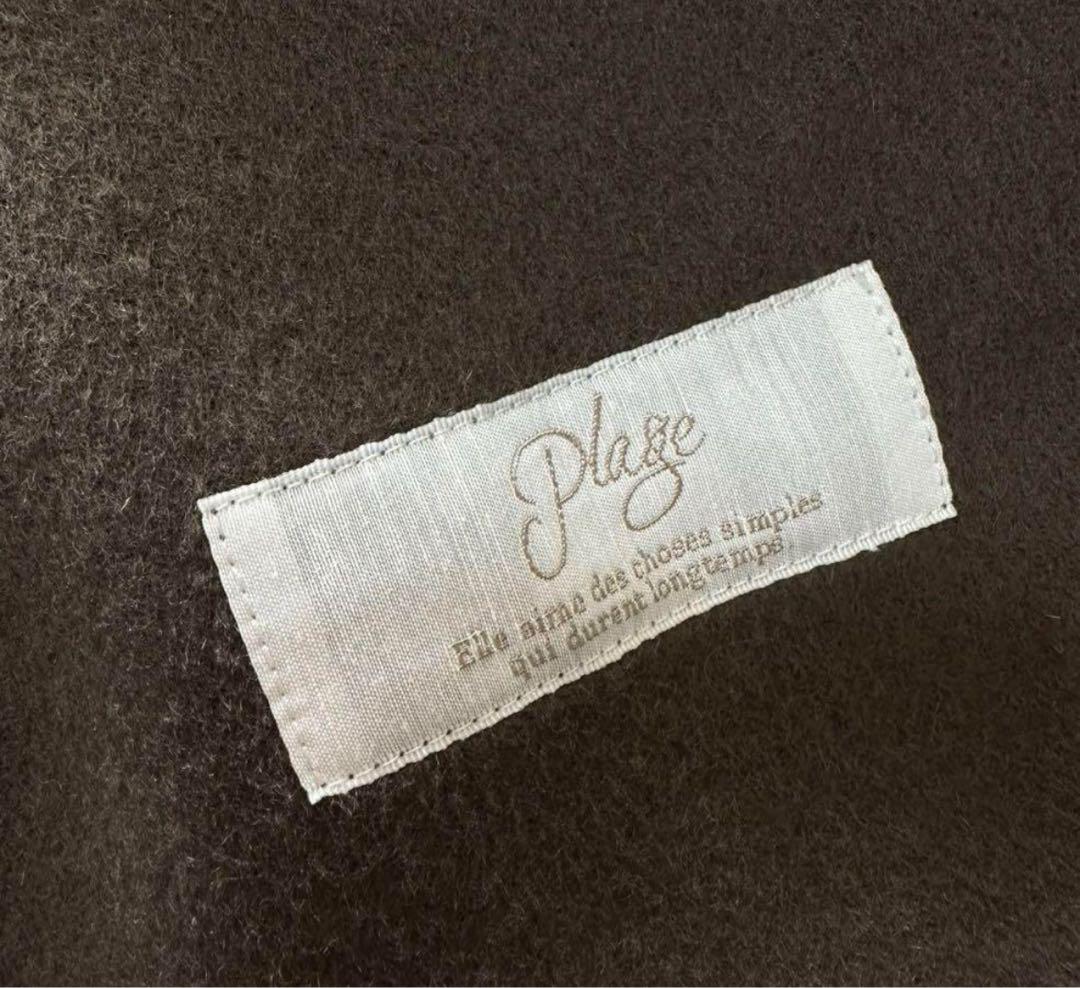 Plage
Elle aime des choses simples
qui durent longtemps